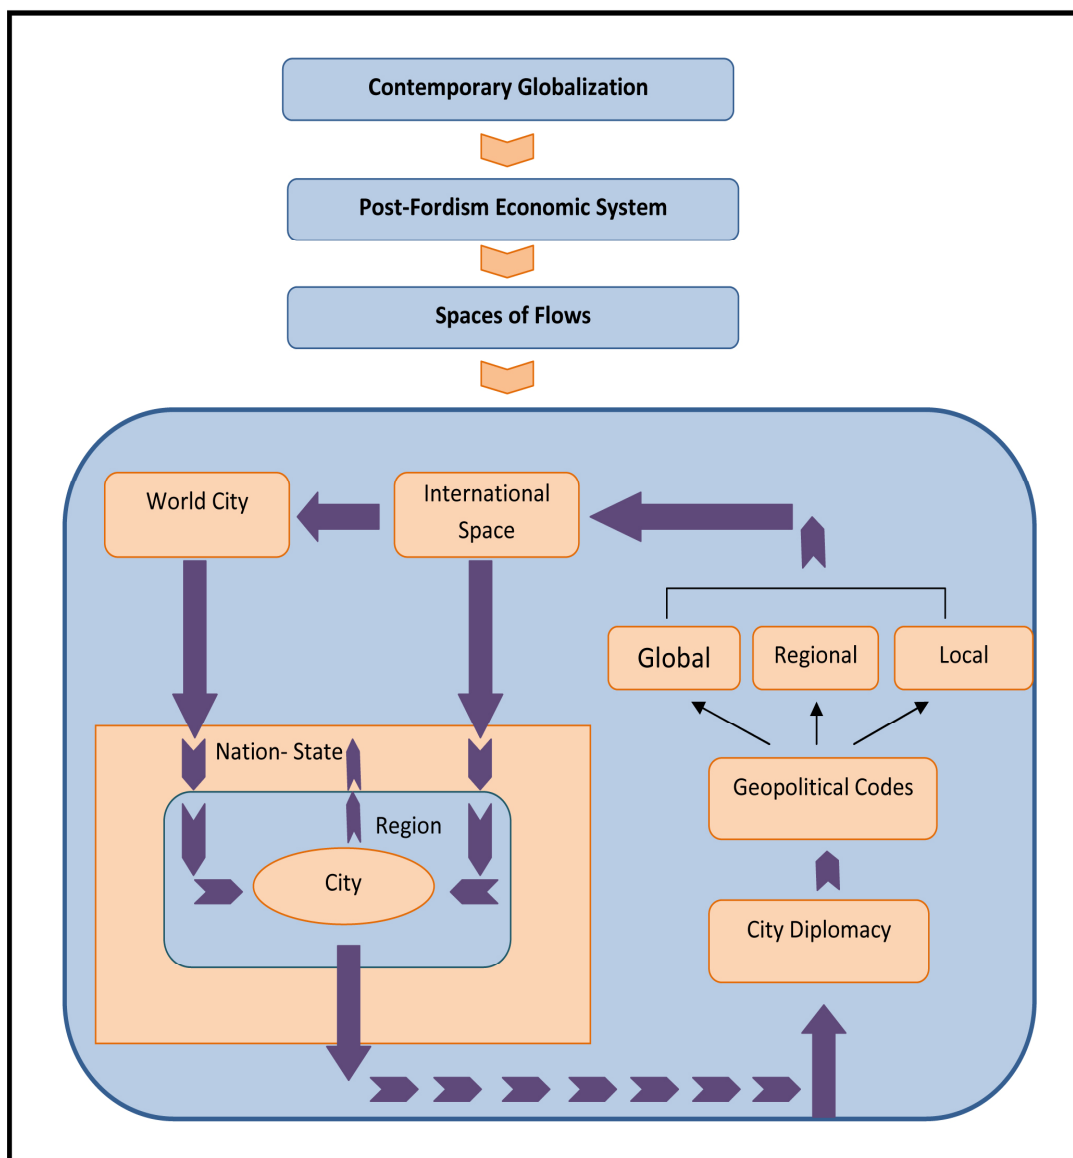 Contemporary Globalization
Post-Fordism Economic System
Spaces of Flows
World City
International
Space
Global
Regional
Local
Nation- State
Geopolitical Codes
Region
City
City Diplomacy